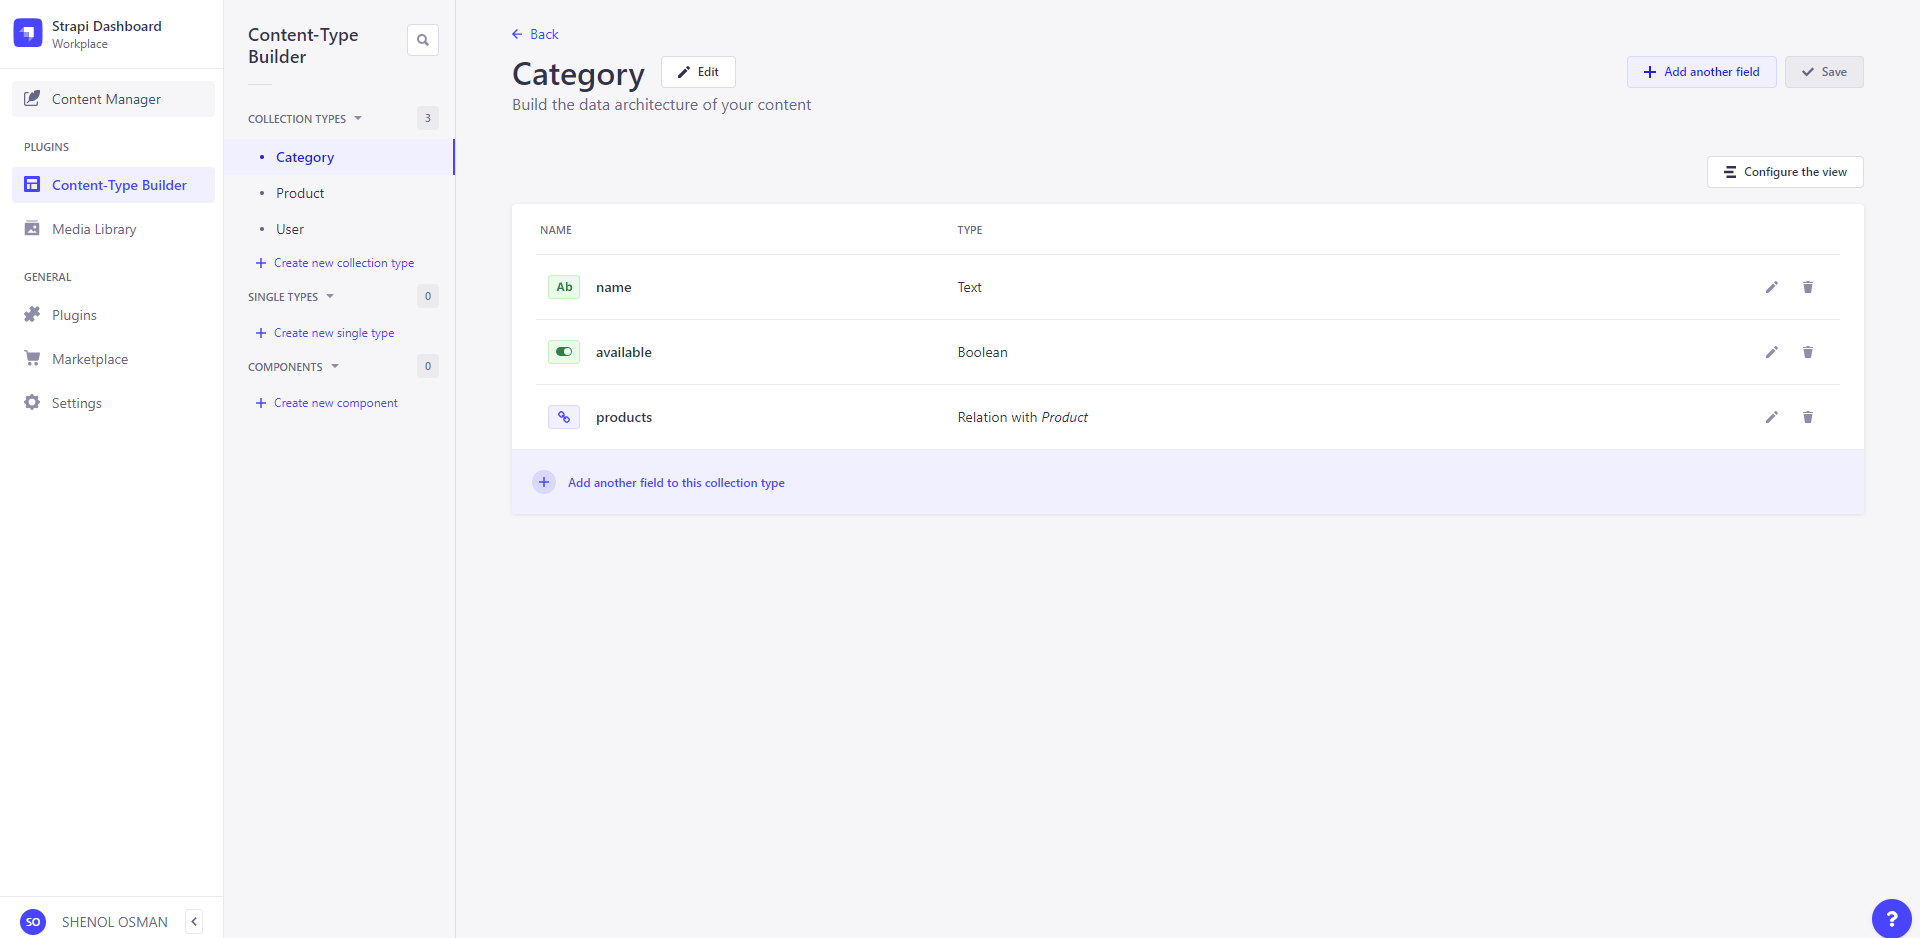 Strapi Dashboard
Workplace
Content Manager
PLUGINS
Content-Type Builder
Media Library
GENERAL
Plugins
Marketplace
Settings
SO
SHENOL OSMAN
Content-Type
Builder
COLLECTION TYPES
3
Category
Product
User
Create new collection type
SINGLE TYPES
0
Create new single type
COMPONENTS
0
Create new component
Back
Category
Edit
Build the data architecture of your content
Add another field
Save
Configure the view
NAME TYPE
Ab name Text
available Boolean
products Relation with Product
Add another field to this collection type
?